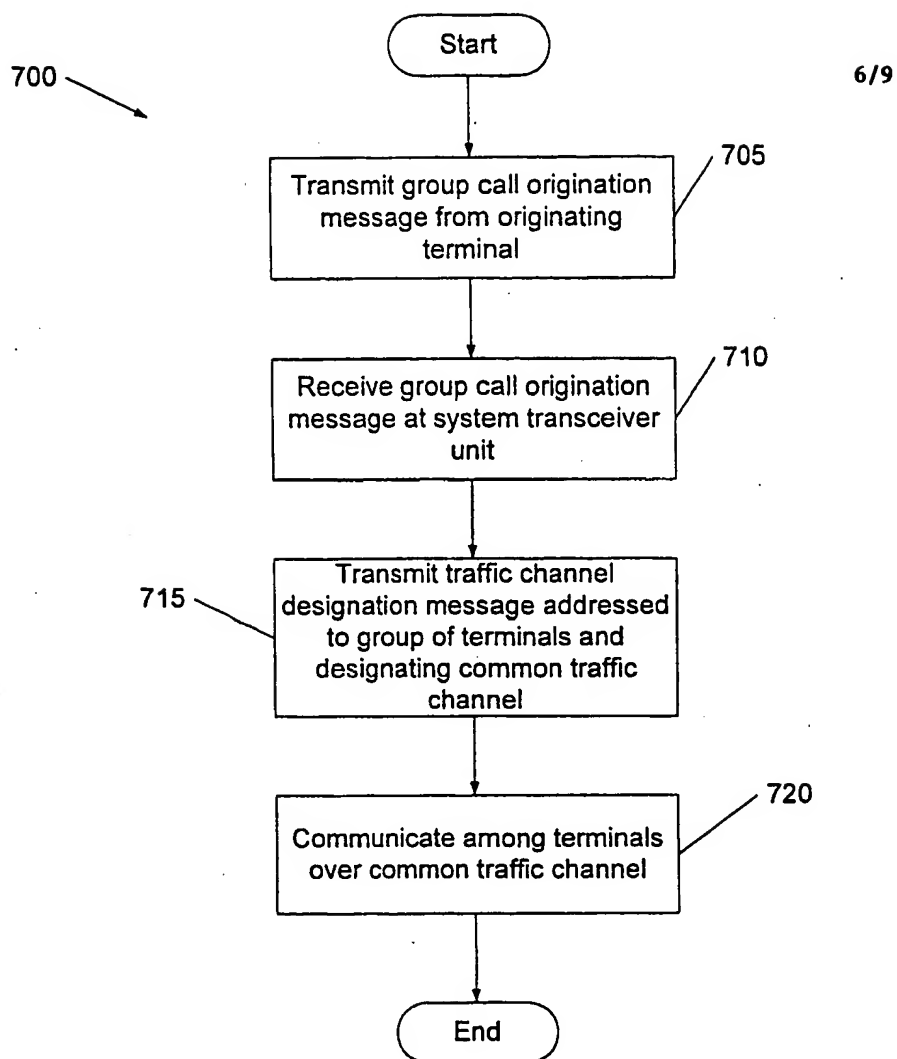 Start
700
6/9
705
Transmit group call origination
message from originating
terminal
710
Receive group call origination
message at system transceiver
unit
715
Transmit traffic channel
designation message addressed
to group of terminals and
designating common traffic
channel
720
Communicate among terminals
over common traffic channel
End